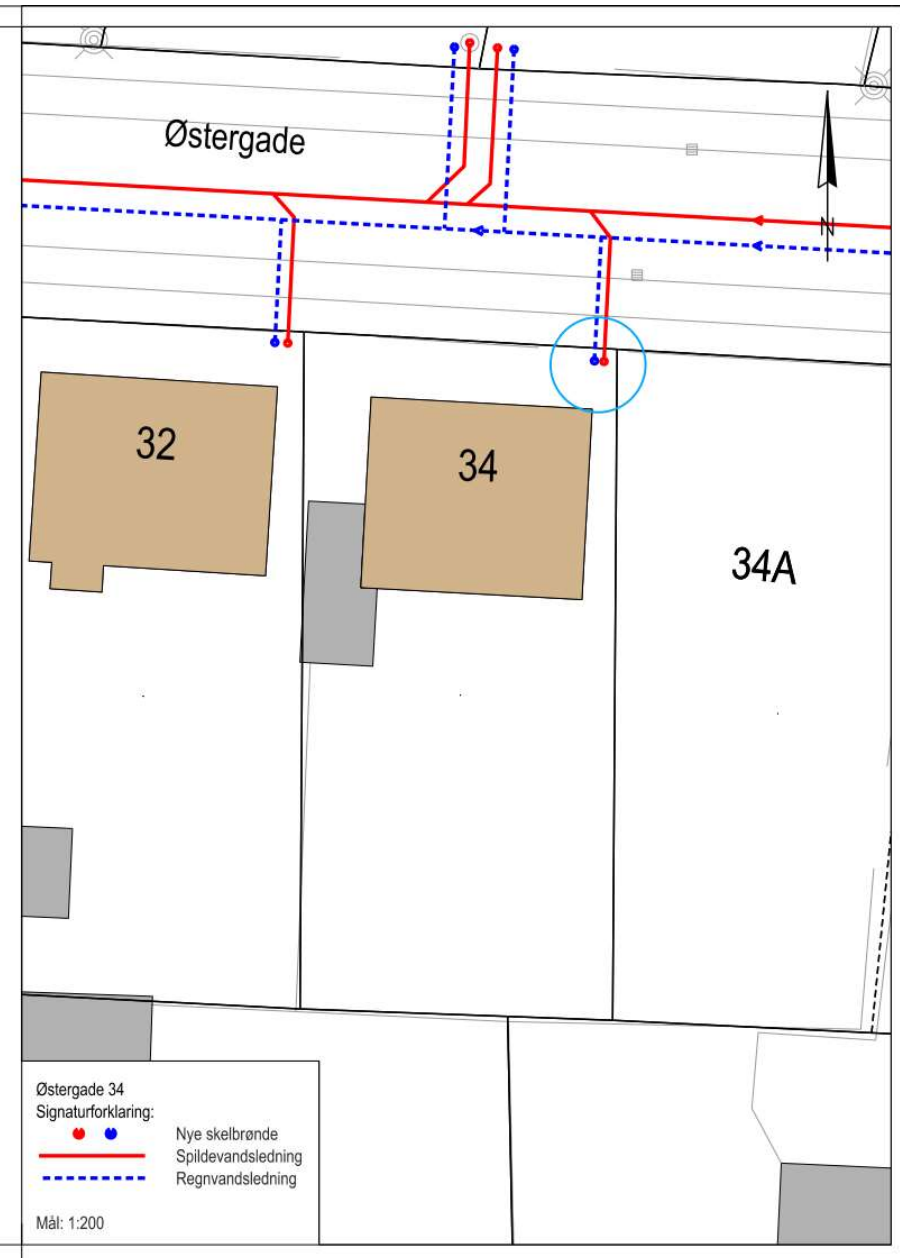 Østergade
N
32
34
34A
Østergade 34
Signaturforklaring:
Nye skelbrønde
Spildevandsledning
Regnvandsledning
Mål: 1:200